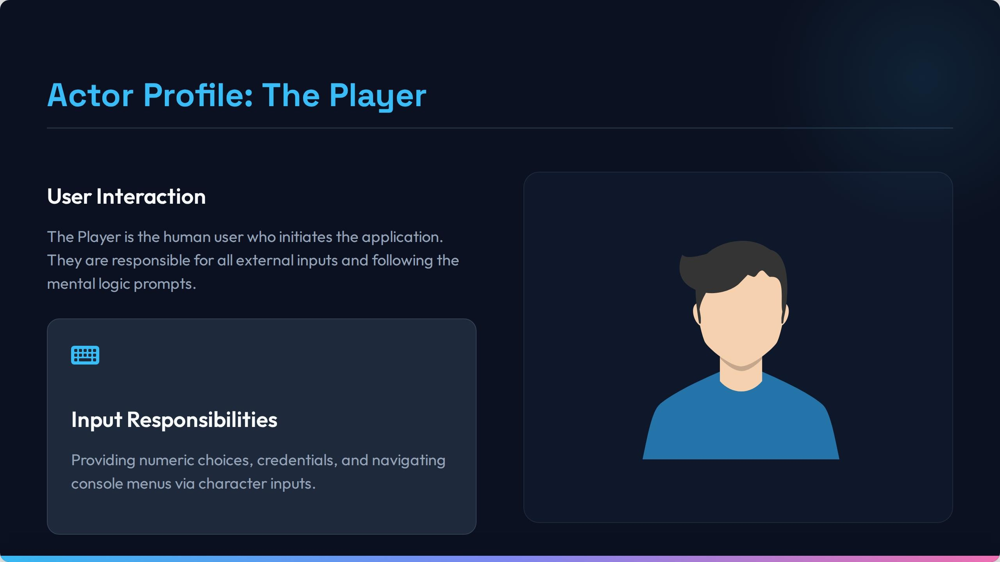 Actor Profile: The Player
User Interaction
The Player is the human user who initiates the application.
They are responsible for all external inputs and following the
mental logic prompts.
Input Responsibilities
Providing numeric choices, credentials, and navigating
console menus via character inputs.